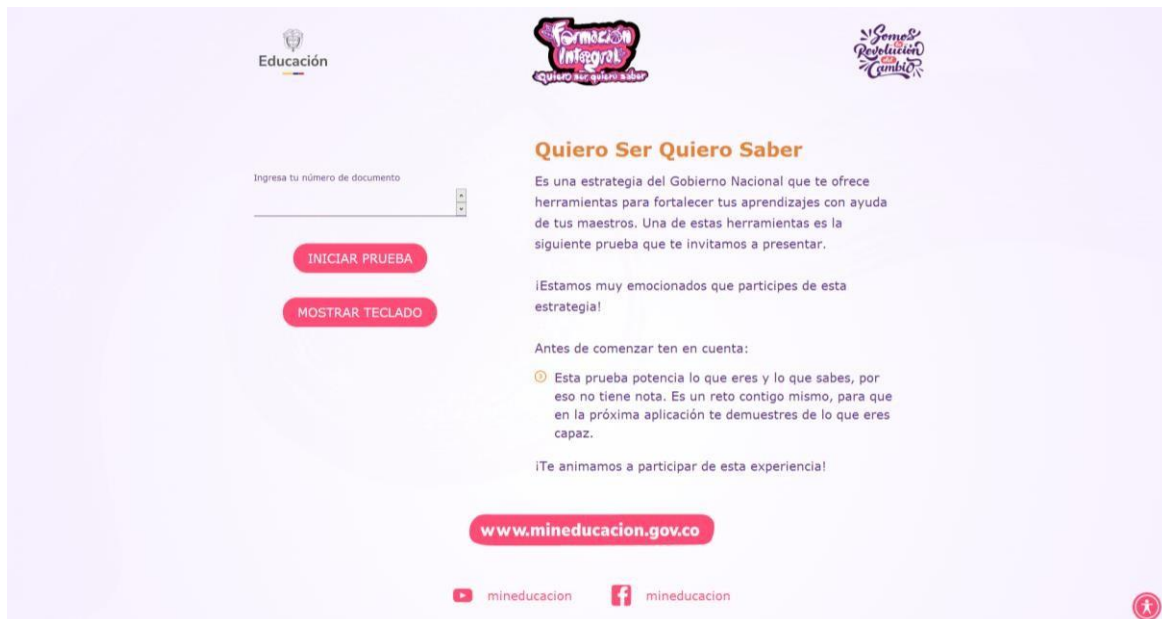 Educación
Formación
Integral
Quiero ser quiero saber
Somos
la
Revolución
del
Cambio
Ingresa tu número de documento
INICIAR PRUEBA
MOSTRAR TECLADO
Quiero Ser Quiero Saber
Es una estrategia del Gobierno Nacional que te ofrece
herramientas para fortalecer tus aprendizajes con ayuda
de tus maestros. Una de estas herramientas es la
siguiente prueba que te invitamos a presentar.
¡Estamos muy emocionados que participes de esta
estrategia!
Antes de comenzar ten en cuenta:
Esta prueba potencia lo que eres y lo que sabes, por
eso no tiene nota. Es un reto contigo mismo, para que
en la próxima aplicación te demuestres de lo que eres
capaz.
¡Te animamos a participar de esta experiencia!
www.mineducacion.gov.co
mineducacion
mineducacion